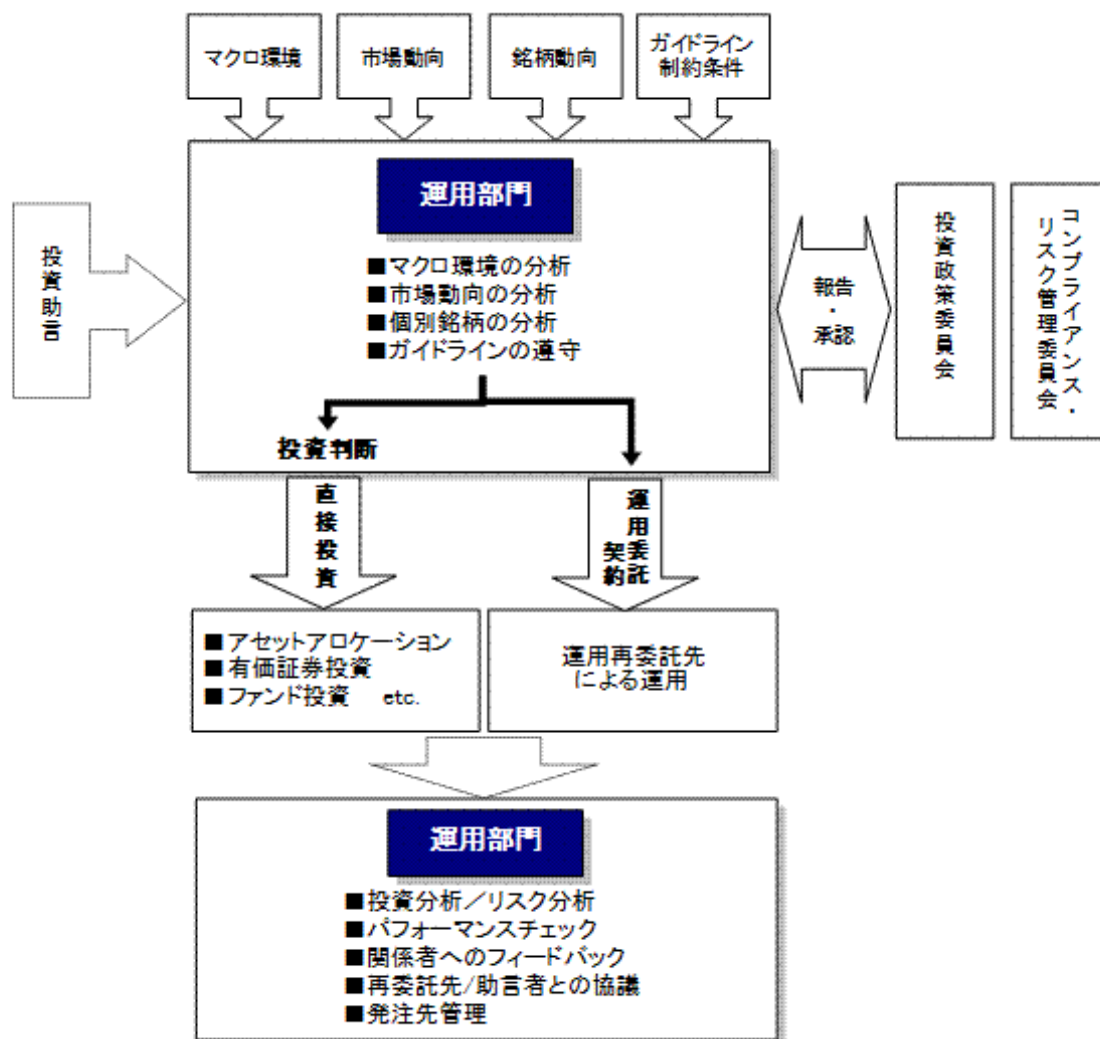 マクロ環境
市場動向
銘柄動向
ガイドライン
制約条件
運用部門
■マクロ環境の分析
■市場動向の分析
■個別銘柄の分析
■ガイドラインの遵守
投資助言
報告
・
承認
投資政策委員会
コンプライアンス・
リスク管理委員会
投資判断
直接投資
運用委託
契約
■アセットアロケーション
■有価証券投資
■ファンド投資 etc.
運用再委託先
による運用
運用部門
■投資分析／リスク分析
■パフォーマンスチェック
■関係者へのフィードバック
■再委託先/助言者との協議
■発注先管理